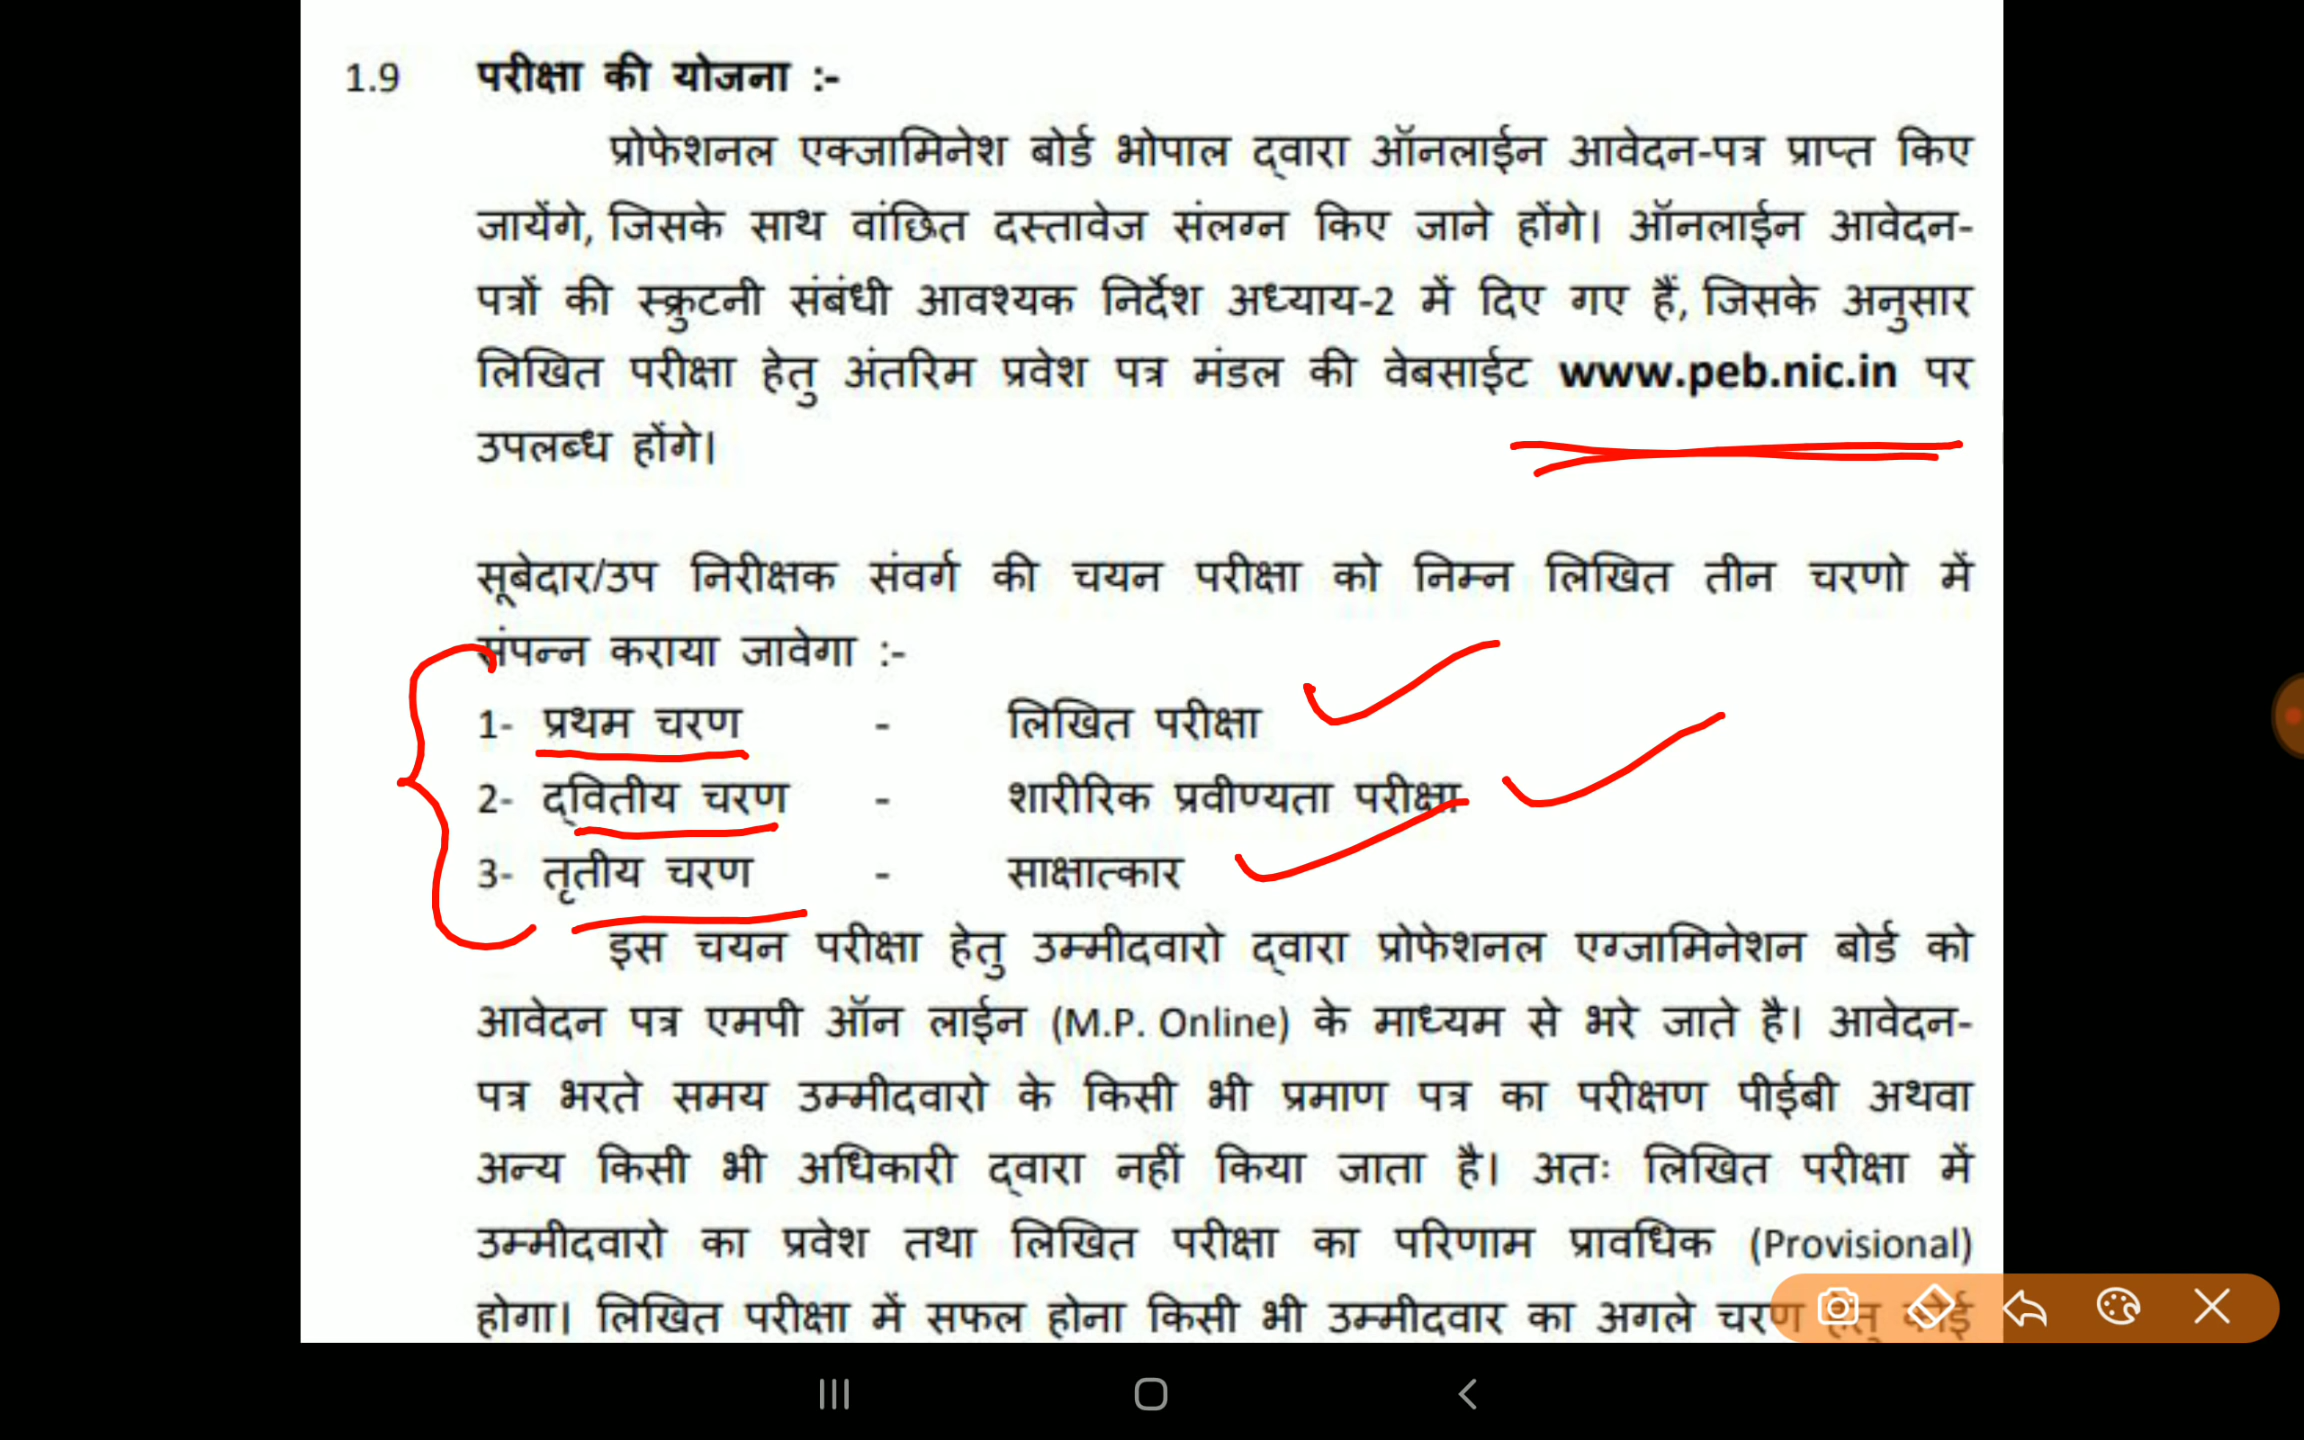 1.9 परीक्षा की योजना :-
प्रोफेशनल एक्जामिनेश बोर्ड भोपाल द्वारा ऑनलाईन आवेदन-पत्र प्राप्त किए
जायेंगे, जिसके साथ वांछित दस्तावेज संलग्न किए जाने होंगे। ऑनलाईन आवेदन-
पत्रों की स्क्रुटनी संबंधी आवश्यक निर्देश अध्याय-2 में दिए गए हैं, जिसके अनुसार
लिखित परीक्षा हेतु अंतरिम प्रवेश पत्र मंडल की वेबसाईट www.peb.nic.in पर
उपलब्ध होंगे।
सूबेदार/उप निरीक्षक संवर्ग की चयन परीक्षा को निम्न लिखित तीन चरणो में
संपन्न कराया जावेगा :-
1- प्रथम चरण - लिखित परीक्षा
2- द्वितीय चरण - शारीरिक प्रवीण्यता परीक्षा
3- तृतीय चरण - साक्षात्कार
इस चयन परीक्षा हेतु उम्मीदवारो द्वारा प्रोफेशनल एग्जामिनेशन बोर्ड को
आवेदन पत्र एमपी ऑन लाईन (M.P. Online) के माध्यम से भरे जाते है। आवेदन-
पत्र भरते समय उम्मीदवारो के किसी भी प्रमाण पत्र का परीक्षण पीईबी अथवा
अन्य किसी भी अधिकारी द्वारा नहीं किया जाता है। अतः लिखित परीक्षा में
उम्मीदवारो का प्रवेश तथा लिखित परीक्षा का परिणाम प्रावधिक (Provisional)
होगा। लिखित परीक्षा में सफल होना किसी भी उम्मीदवार का अगले चरण हेतु कोई